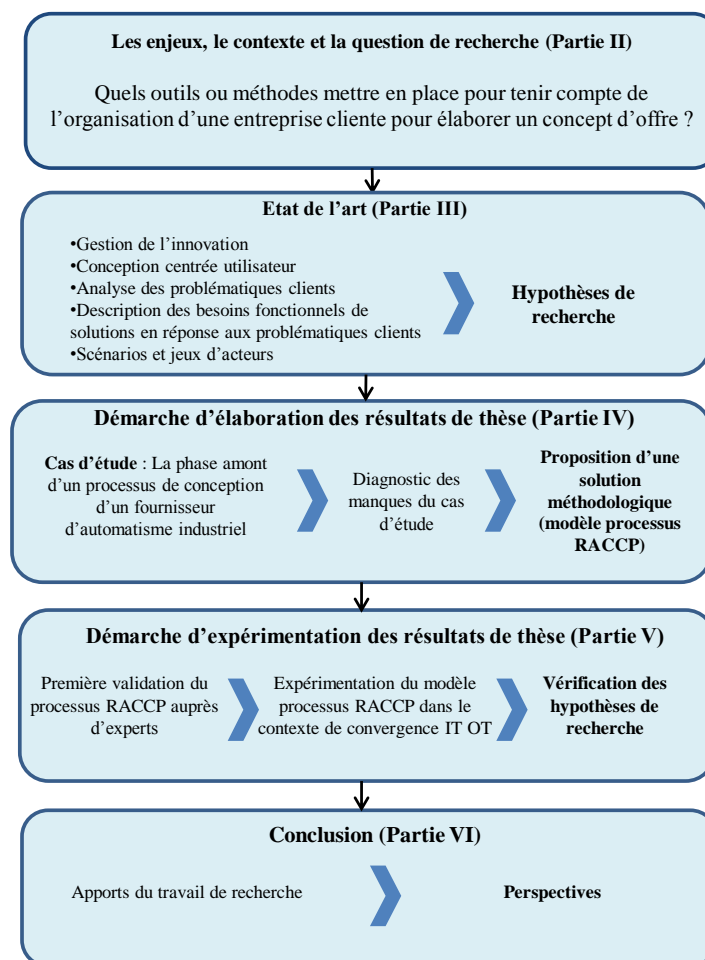 Les enjeux, le contexte et la question de recherche (Partie II)
Quels outils ou méthodes mettre en place pour tenir compte de
l’organisation d’une entreprise cliente pour élaborer un concept d’offre ?
Etat de l’art (Partie III)
•Gestion de l’innovation
•Conception centrée utilisateur
•Analyse des problématiques clients
•Description des besoins fonctionnels de
solutions en réponse aux problématiques clients
•Scénarios et jeux d’acteurs
Hypothèses de
recherche
Démarche d’élaboration des résultats de thèse (Partie IV)
Cas d’étude : La phase amont
d’un processus de conception
d’un fournisseur
d’automatisme industriel
Diagnostic des
manques du cas
d’étude
Proposition d’une
solution
méthodologique
(modèle processus
RACCP)
Démarche d’expérimentation des résultats de thèse (Partie V)
Première validation du
processus RACCP auprès
d’experts
Expérimentation du modèle
processus RACCP dans le
contexte de convergence IT OT
Vérification des
hypothèses de
recherche
Conclusion (Partie VI)
Apports du travail de recherche
Perspectives